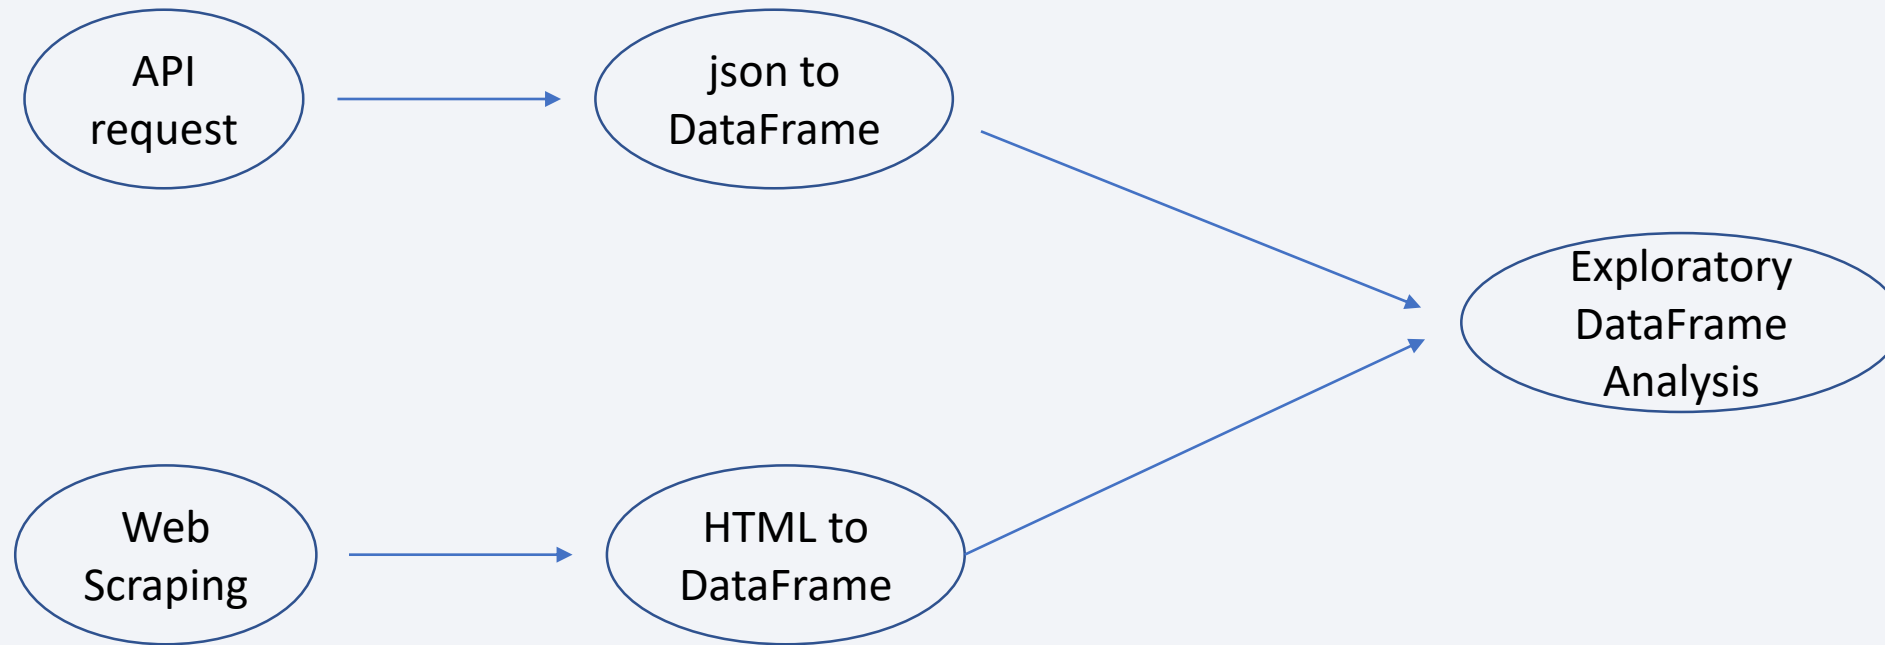 API
request
json to
DataFrame
Exploratory
DataFrame
Analysis
Web
Scraping
HTML to
DataFrame